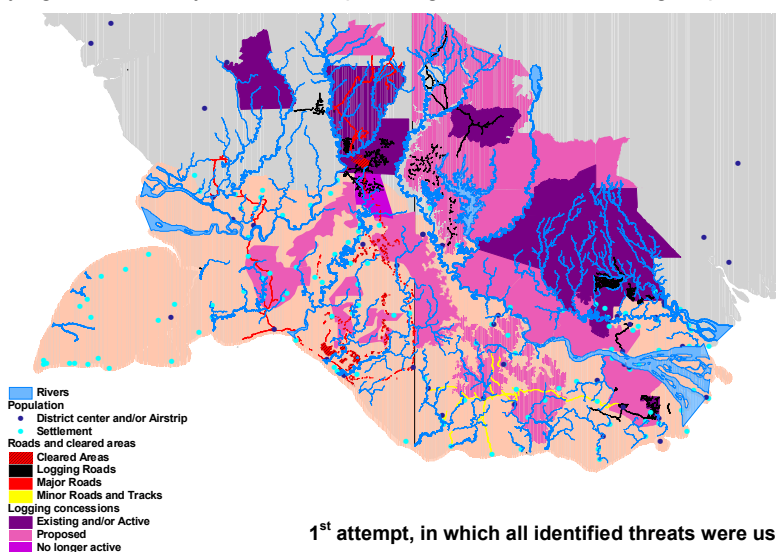 Rivers
Population
District center and/or Airstrip
Settlement
Roads and cleared areas
Cleared Areas
Logging Roads
Major Roads
Minor Roads and Tracks
Logging concessions
Existing and/or Active
Proposed
No longer active
1st attempt, in which all identified threats were us